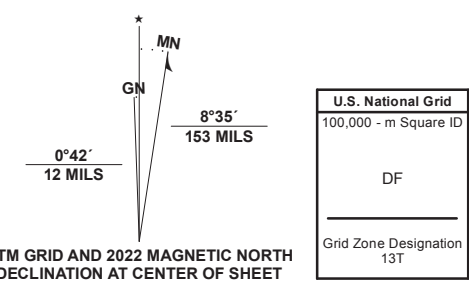 MN
GN
8°35´
153 MILS
0°42´
12 MILS
TM GRID AND 2022 MAGNETIC NORTH
DECLINATION AT CENTER OF SHEET
U.S. National Grid
100,000 - m Square ID
DF
Grid Zone Designation
13T